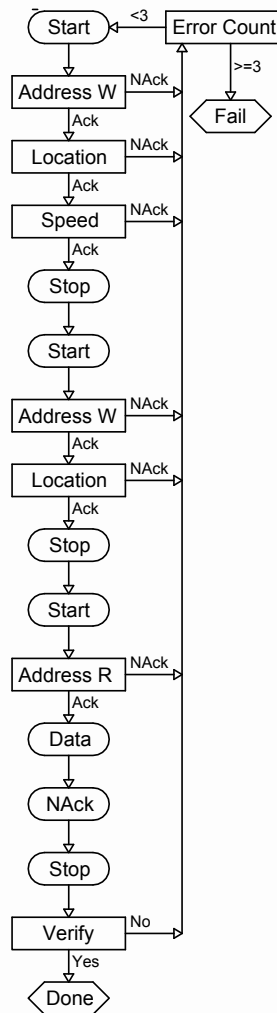 Start
<3
Error Count
>=3
Fail
Address W
NAck
Ack
Location
NAck
Ack
Speed
NAck
Ack
Stop
Start
Address W
NAck
Ack
Location
NAck
Ack
Stop
Start
Address R
NAck
Ack
Data
NAck
Stop
Verify
No
Yes
Done